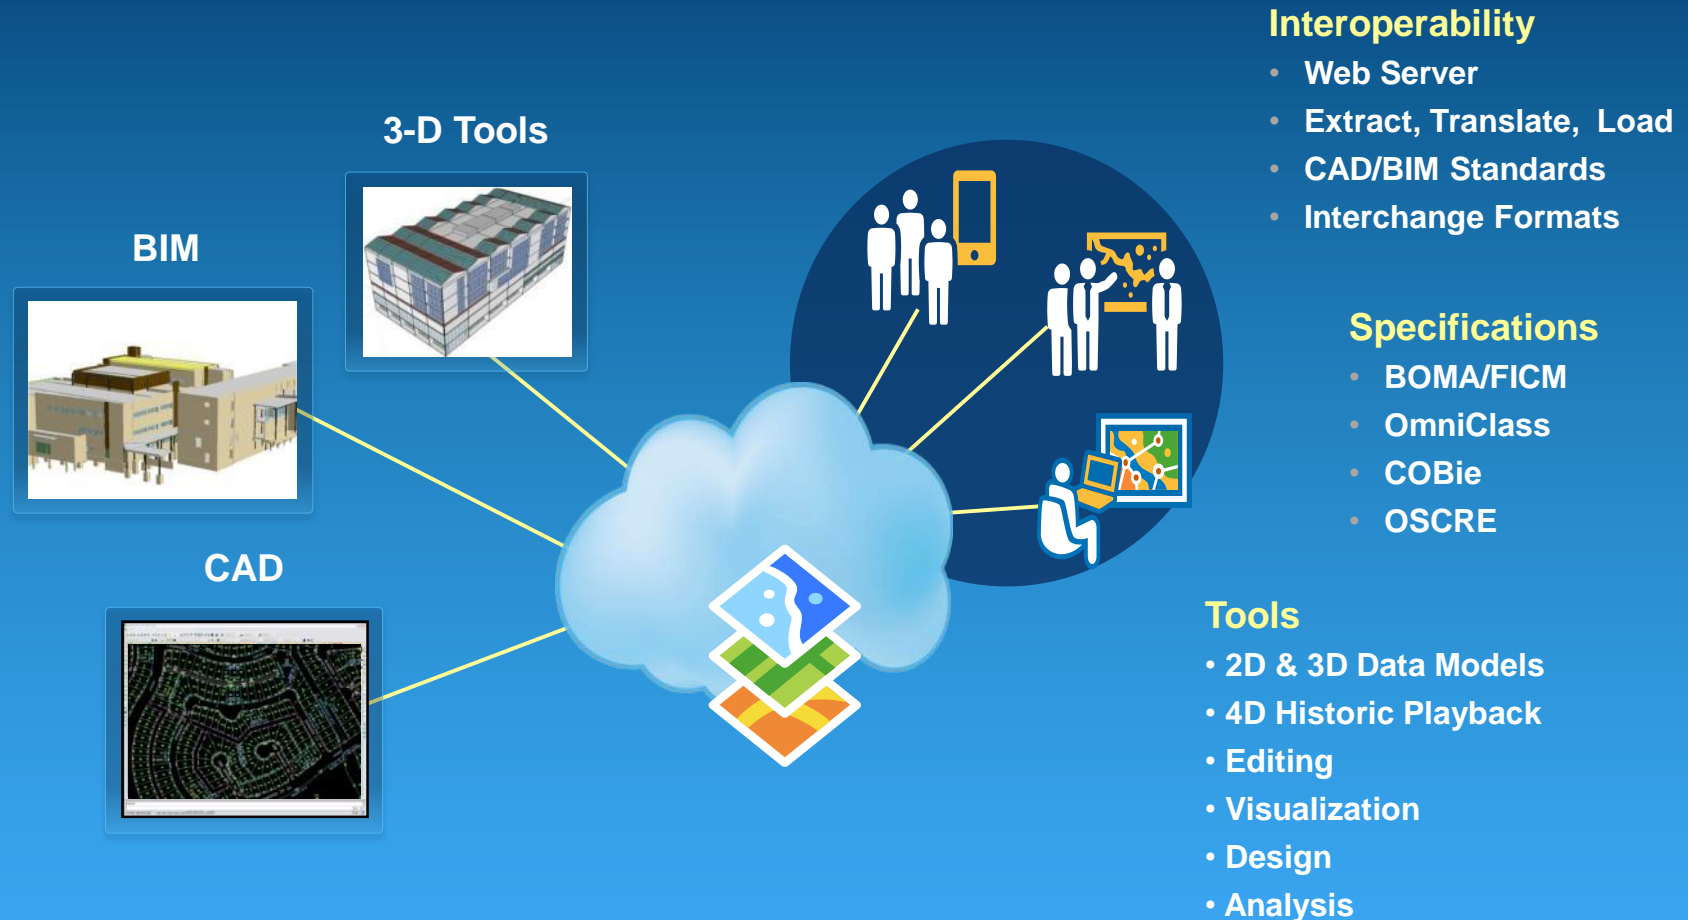 3-D Tools
BIM
CAD
Interoperability
• Web Server
• Extract, Translate, Load
• CAD/BIM Standards
• Interchange Formats
Specifications
• BOMA/FICM
• OmniClass
• COBie
• OSCRE
Tools
• 2D & 3D Data Models
• 4D Historic Playback
• Editing
• Visualization
• Design
• Analysis